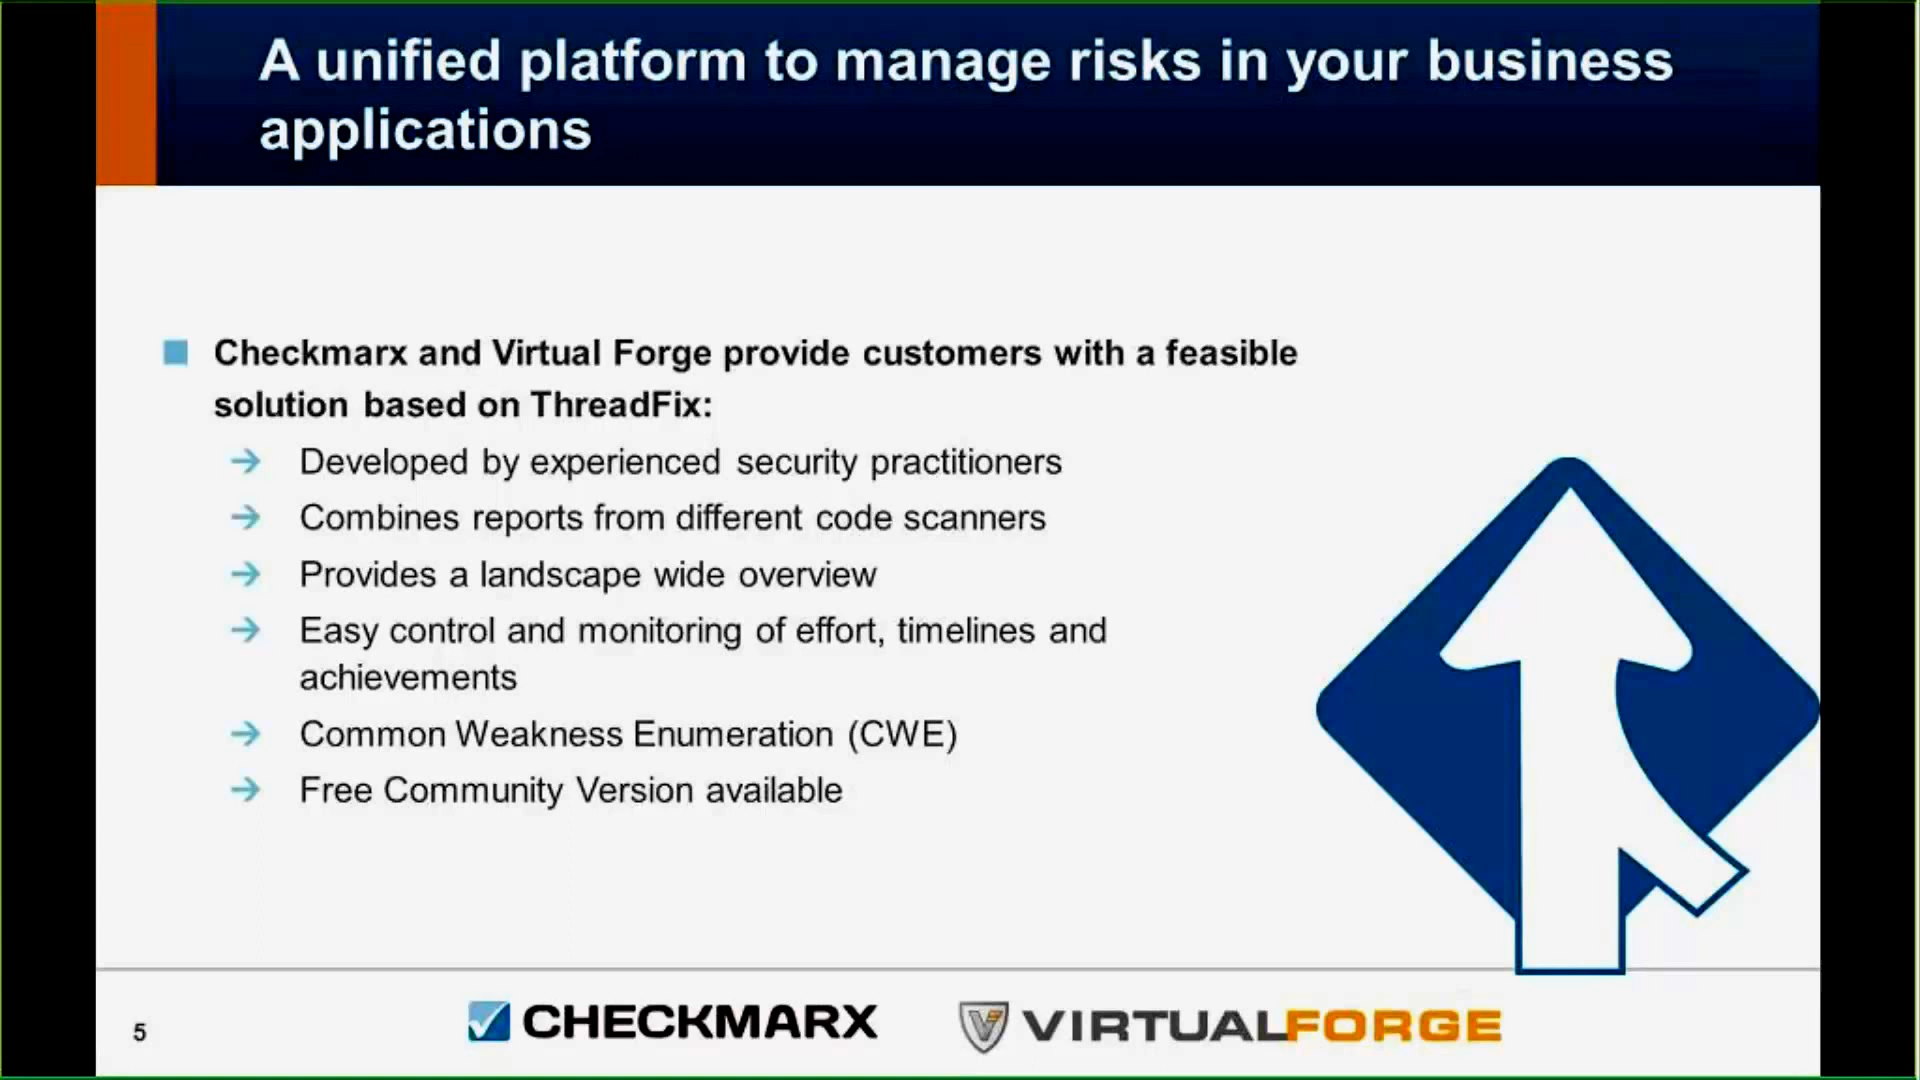 A unified platform to manage risks in your business
applications
Checkmarx and Virtual Forge provide customers with a feasible
solution based on ThreadFix:
Developed by experienced security practitioners
Combines reports from different code scanners
Provides a landscape wide overview
Easy control and monitoring of effort, timelines and
achievements
Common Weakness Enumeration (CWE)
Free Community Version available
5
CHECKMARX
VIRTUALFORGE